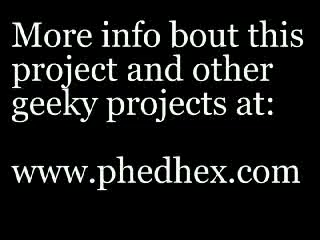 More info bout this
project and other
geeky projects at:
www.phedhex.com